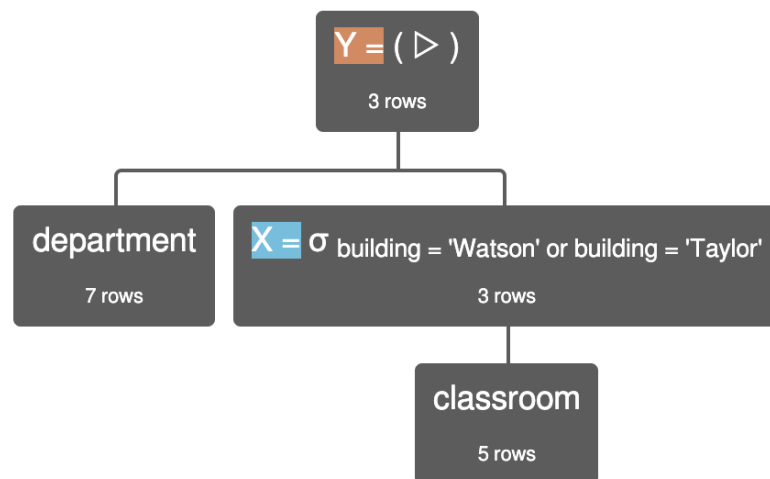 Y = ( ▷ )
3 rows
department
7 rows
X = σ building = 'Watson' or building = 'Taylor'
3 rows
classroom
5 rows